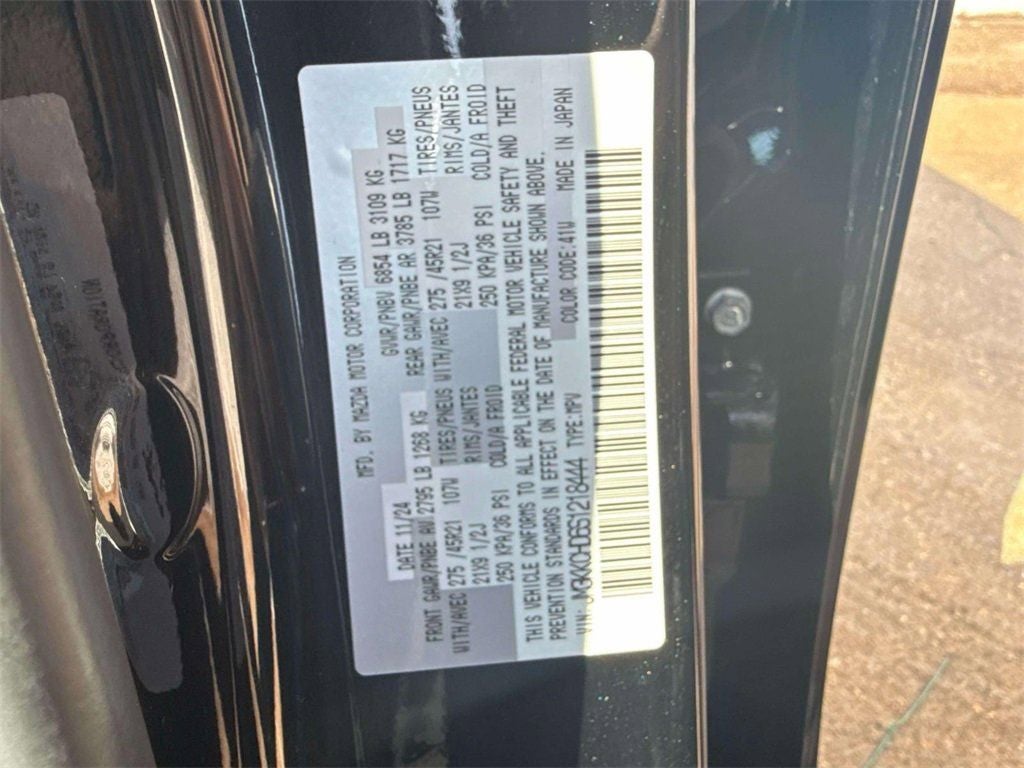 MFD. BY MAZDA MOTOR CORPORATION
DATE 11/24 GVWR/PNBV 6854 LB 3109 KG
FRONT GAWR/PNBE AV 2795 LB 1268 KG REAR GAWR/PNBE AR 3785 LB 1717 KG
WITH/AVEC 275 /45R21 107W TIRES/PNEUS WITH/AVEC 275 /45R21 107W TIRES/PNEUS
21X9 1/2J RIMS/JANTES 21X9 1/2J RIMS/JANTES
250 KPA/36 PSI COLD/A FROID 250 KPA/36 PSI COLD/A FROID
THIS VEHICLE CONFORMS TO ALL APPLICABLE FEDERAL MOTOR VEHICLE SAFETY AND THEFT
PREVENTION STANDARDS IN EFFECT ON THE DATE OF MANUFACTURE SHOWN ABOVE.
VIN: JM3KKCHD6S1218444 TYPE:MPV COLOR CODE:41W MADE IN JAPAN